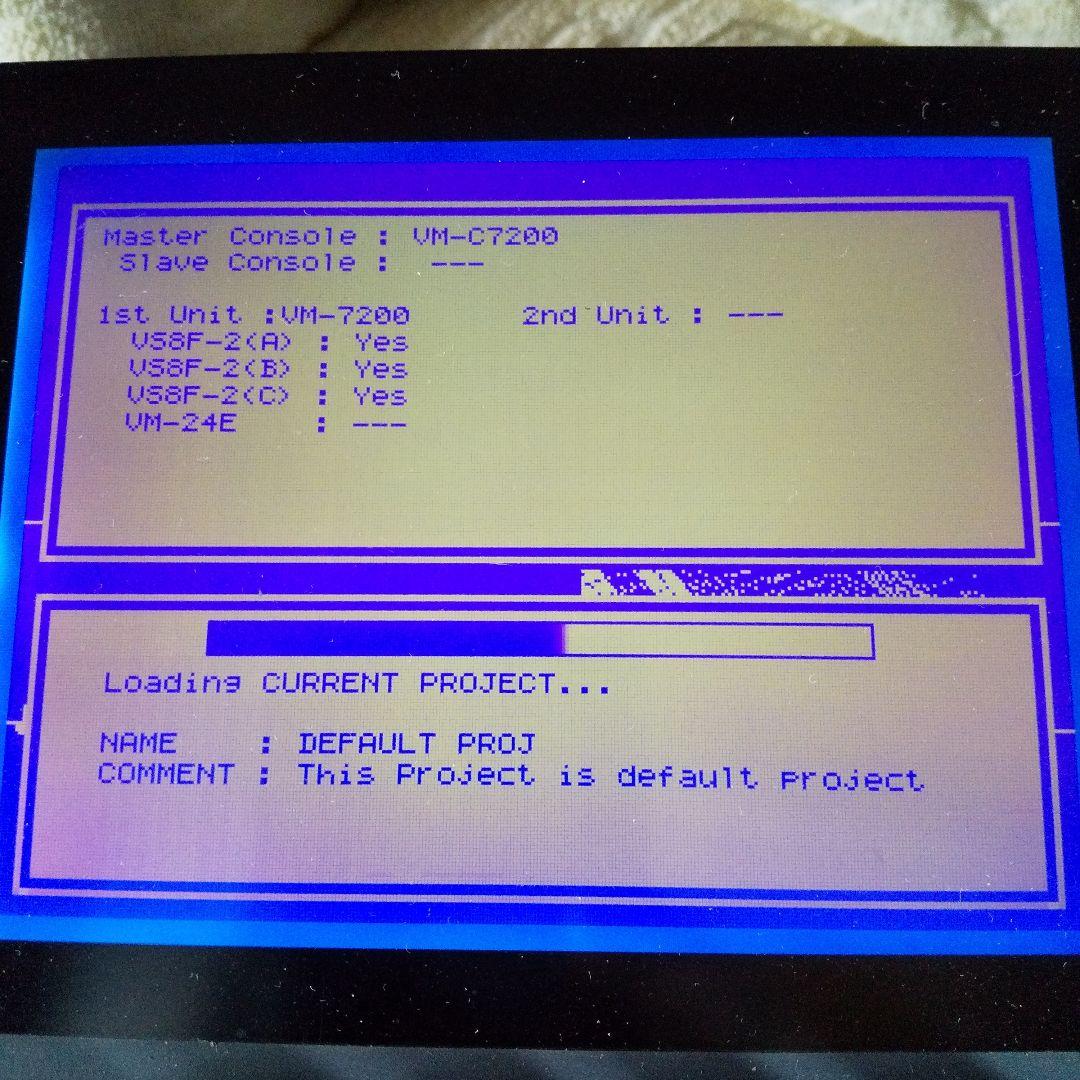 Master Console : VM-C7200
Slave Console : ---
1st Unit :VM-7200 2nd Unit : ---
VS8F-2(A) : Yes
VS8F-2(B) : Yes
VS8F-2(C) : Yes
VM-24E : ---
Loading CURRENT PROJECT...
NAME : DEFAULT PROJ
COMMENT : This Project is default project